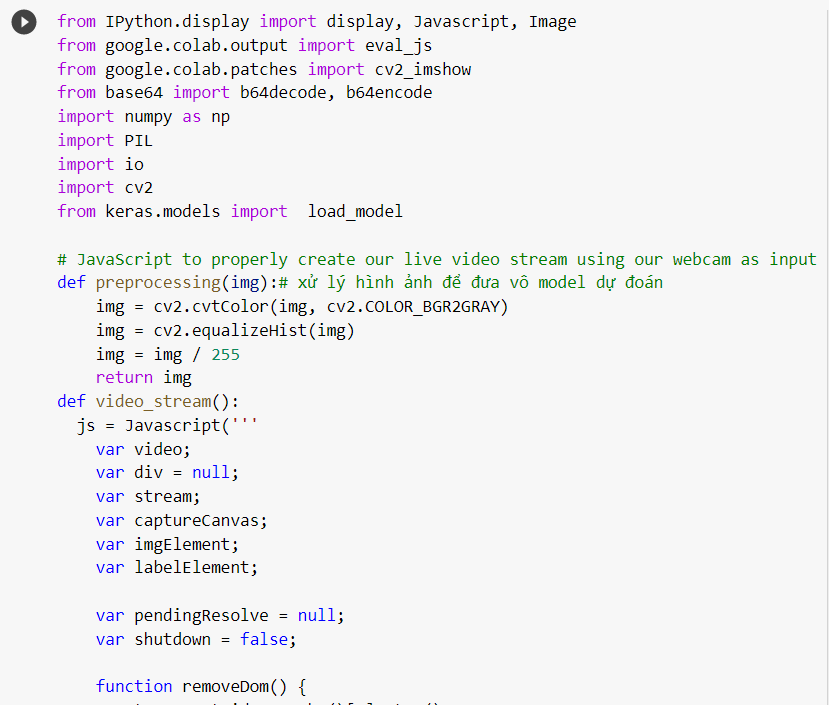 from IPython.display import display, Javascript, Image
from google.colab.output import eval_js
from google.colab.patches import cv2_imshow
from base64 import b64decode, b64encode
import numpy as np
import PIL
import io
import cv2
from keras.models import  load_model
# JavaScript to properly create our live video stream using our webcam as input
def preprocessing(img):# xử lý hình ảnh để đưa vô model dự đoán
    img = cv2.cvtColor(img, cv2.COLOR_BGR2GRAY)
    img = cv2.equalizeHist(img)
    img = img / 255
    return img
def video_stream():
  js = Javascript('''
    var video;
    var div = null;
    var stream;
    var captureCanvas;
    var imgElement;
    var labelElement;
    var pendingResolve = null;
    var shutdown = false;
    function removeDom() {